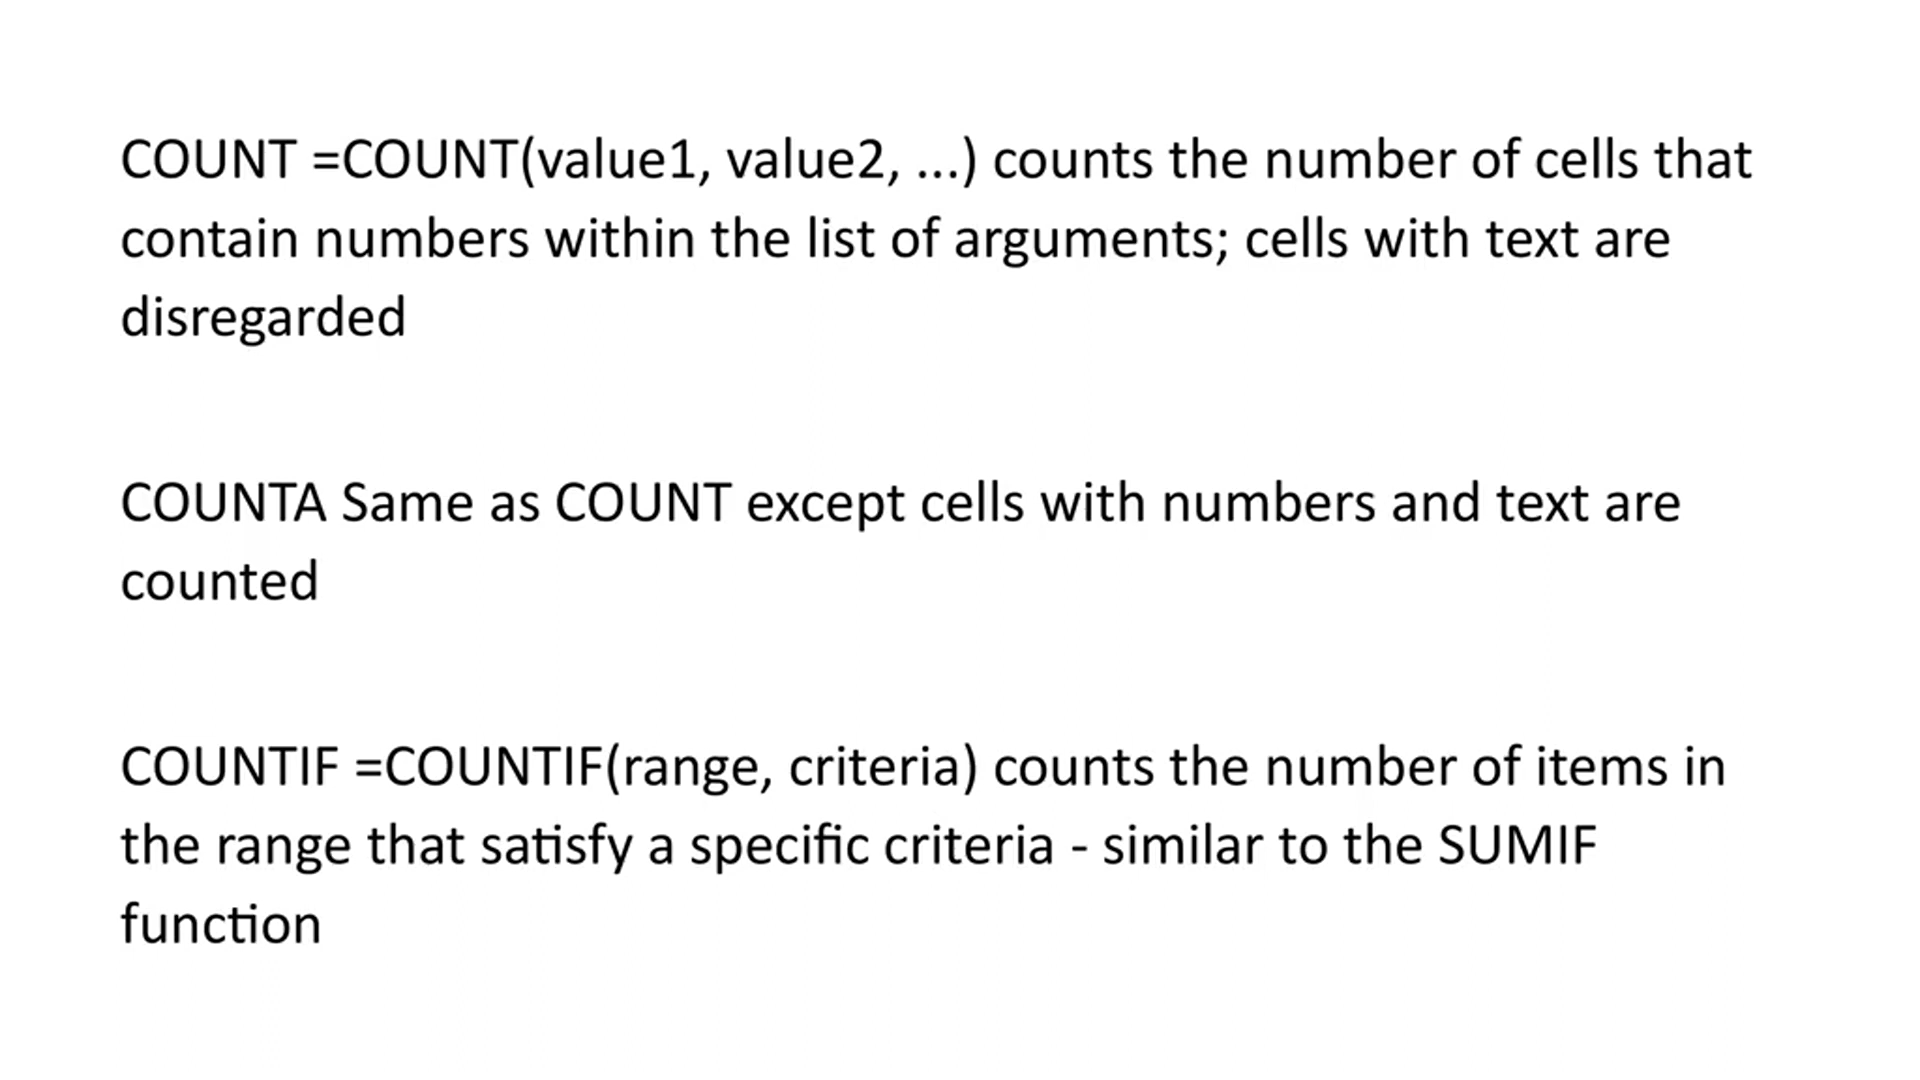 COUNT =COUNT(value1, value2, ...) counts the number of cells that
contain numbers within the list of arguments; cells with text are
disregarded
COUNTA Same as COUNT except cells with numbers and text are
counted
COUNTIF =COUNTIF(range, criteria) counts the number of items in
the range that satisfy a specific criteria - similar to the SUMIF
function